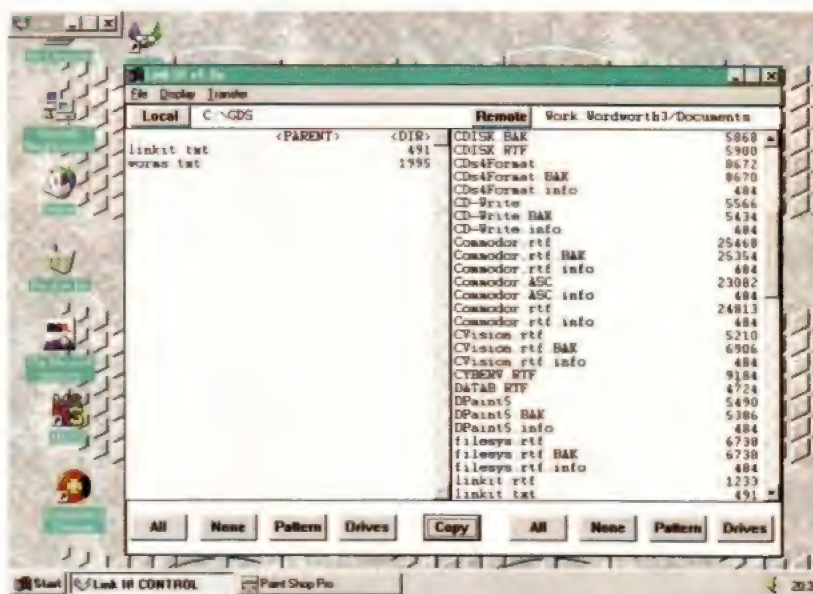 File Display Transfer
Local C:\GDS Remote Work Wordworth3/Documents
<PARENT> <DIR>
linkit txt 491
worms txt 1995
CDISK BAK 5868
CDISK RTF 5900
CDs4Format 8672
CDs4Format BAK 8670
CDs4Format info 484
CD-Write 5566
CD-Write BAK 5434
CD-Write info 484
Commodor.rtf 25468
Commodor.rtf BAK 25354
Commodor.rtf info 484
Commodor ASC 23082
Commodor ASC info 484
Commodor rtf 24813
Commodor rtf info 484
CVision rtf 5210
CVision rtf BAK 6906
CVision rtf info 484
CYBERV RTF 9184
DATAB RTF 4724
DPaint5 5490
DPaint5 BAK 5386
DPaint5 info 484
filesys rtf 6738
filesys rtf BAK 6738
filesys rtf info 484
linkit rtf 1233
linkit txt 491
All None Pattern Drives Copy All None Pattern Drives
Start Link It CONTROL Paint Shop Pro